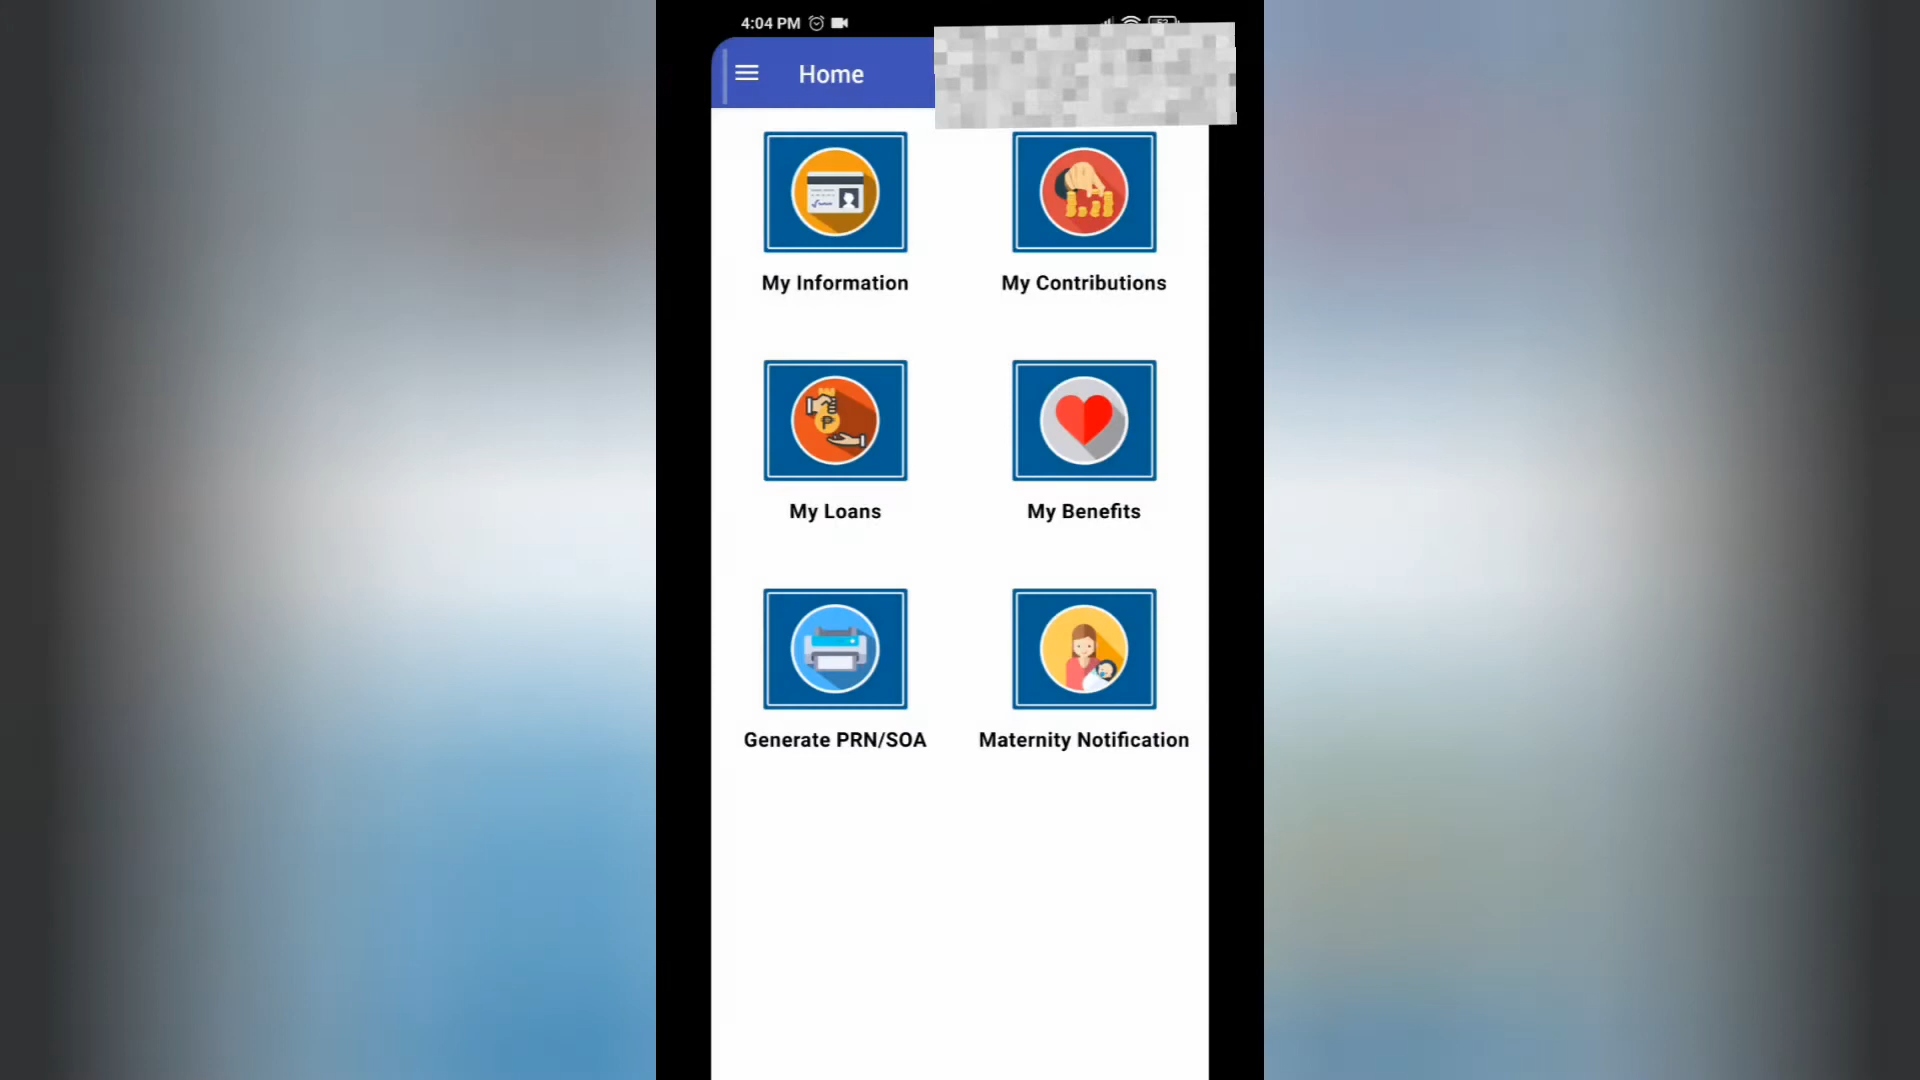 4:04 PM
Home
My Information
My Contributions
My Loans
My Benefits
Generate PRN/SOA
Maternity Notification